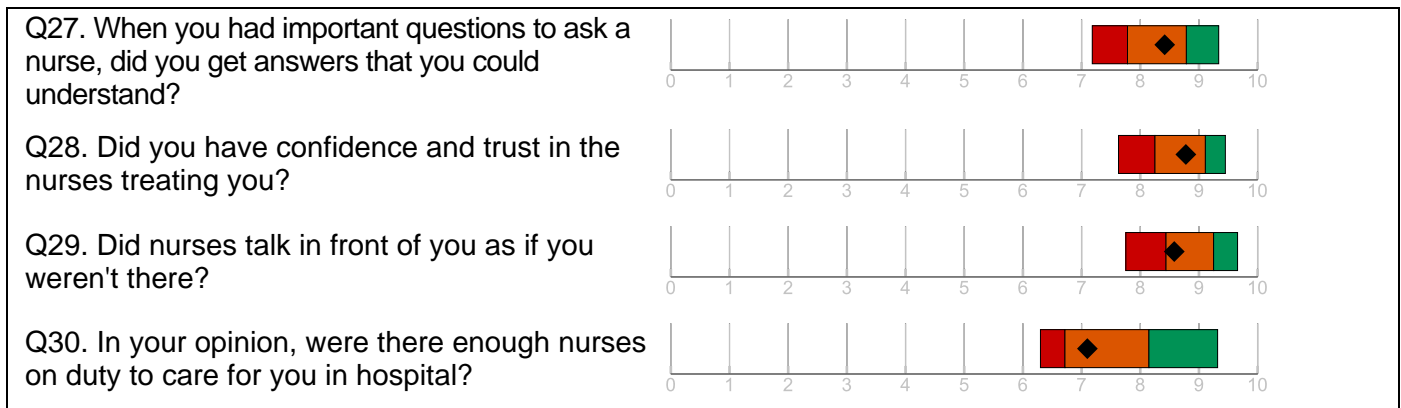 Q27. When you had important questions to ask a
nurse, did you get answers that you could
understand?
0 1 2 3 4 5 6 7 8 9 10
Q28. Did you have confidence and trust in the
nurses treating you?
0 1 2 3 4 5 6 7 8 9 10
Q29. Did nurses talk in front of you as if you
weren't there?
0 1 2 3 4 5 6 7 8 9 10
Q30. In your opinion, were there enough nurses
on duty to care for you in hospital?
0 1 2 3 4 5 6 7 8 9 10